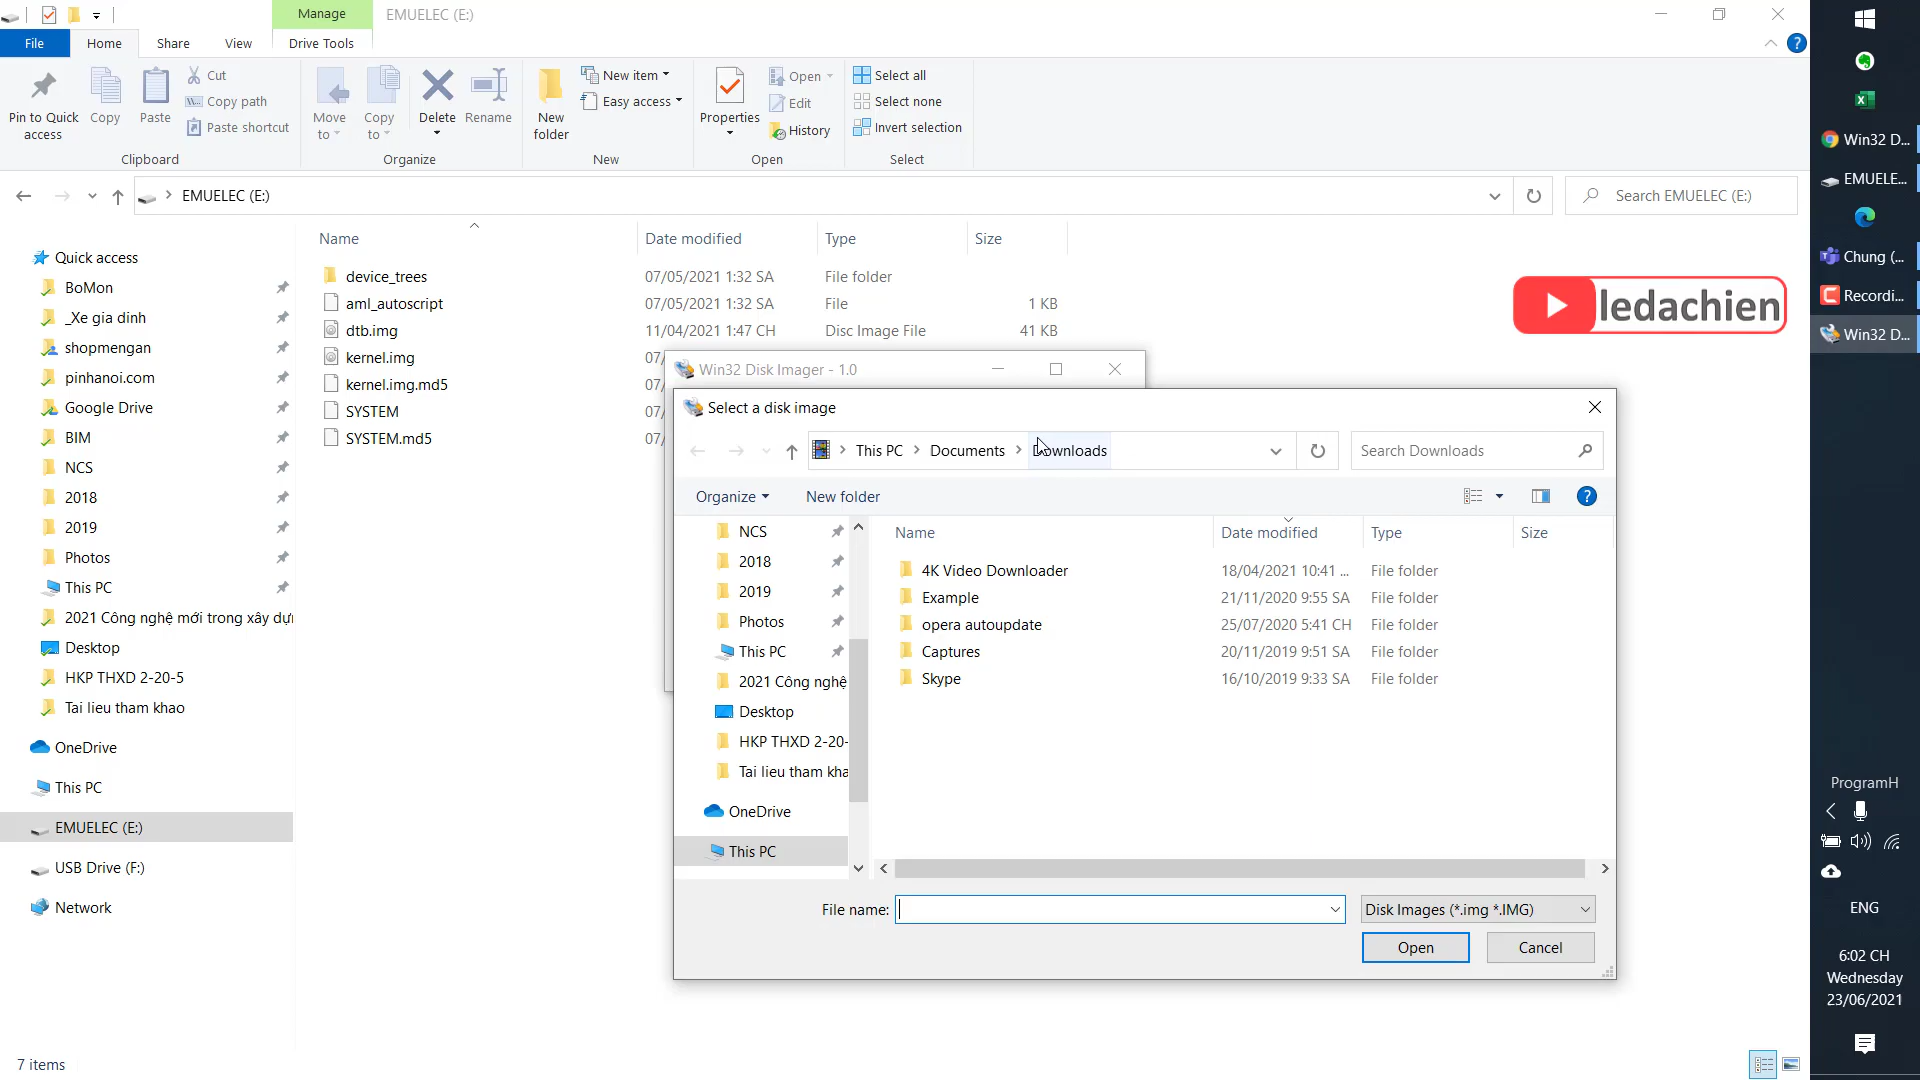 Manage
EMUELEC (E:)
File
Home
Share
View
Drive Tools
Pin to Quick access
Copy
Paste
Cut
Copy path
Paste shortcut
Clipboard
Move to
Copy to
Delete
Rename
Organize
New folder
New item
Easy access
New
Properties
Open
Edit
History
Open
Select all
Select none
Invert selection
Select
EMUELEC (E:)
Search EMUELEC (E:)
Name
Date modified
Type
Size
device_trees 07/05/2021 1:32 SA File folder
aml_autoscript 07/05/2021 1:32 SA File 1 KB
dtb.img 11/04/2021 1:47 CH Disc Image File 41 KB
kernel.img 07/
kernel.img.md5 07/
SYSTEM 07/
SYSTEM.md5 07/
Quick access
BoMon
_Xe gia dinh
shopmengan
pinhanoi.com
Google Drive
BIM
NCS
2018
2019
Photos
This PC
2021 Công nghệ mới trong xây dựn
Desktop
HKP THXD 2-20-5
Tai lieu tham khao
OneDrive
This PC
EMUELEC (E:)
USB Drive (F:)
Network
7 items
ledachien
Win32 Disk Imager - 1.0
Select a disk image
This PC > Documents > Downloads
Search Downloads
Organize
New folder
NCS
2018
2019
Photos
This PC
2021 Công nghệ
Desktop
HKP THXD 2-20-
Tai lieu tham kha
OneDrive
This PC
Name
Date modified
Type
Size
4K Video Downloader 18/04/2021 10:41 ... File folder
Example 21/11/2020 9:55 SA File folder
opera autoupdate 25/07/2020 5:41 CH File folder
Captures 20/11/2019 9:51 SA File folder
Skype 16/10/2019 9:33 SA File folder
File name:
Disk Images (*.img *.IMG)
Open
Cancel
Win32 D...
EMUELE...
Chung (...
Recordi...
Win32 D...
ProgramH
ENG
6:02 CH
Wednesday
23/06/2021